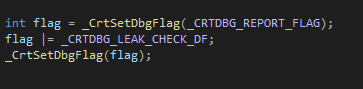 int flag = _CrtSetDbgFlag(_CRTDBG_REPORT_FLAG);
flag |= _CRTDBG_LEAK_CHECK_DF;
_CrtSetDbgFlag(flag);